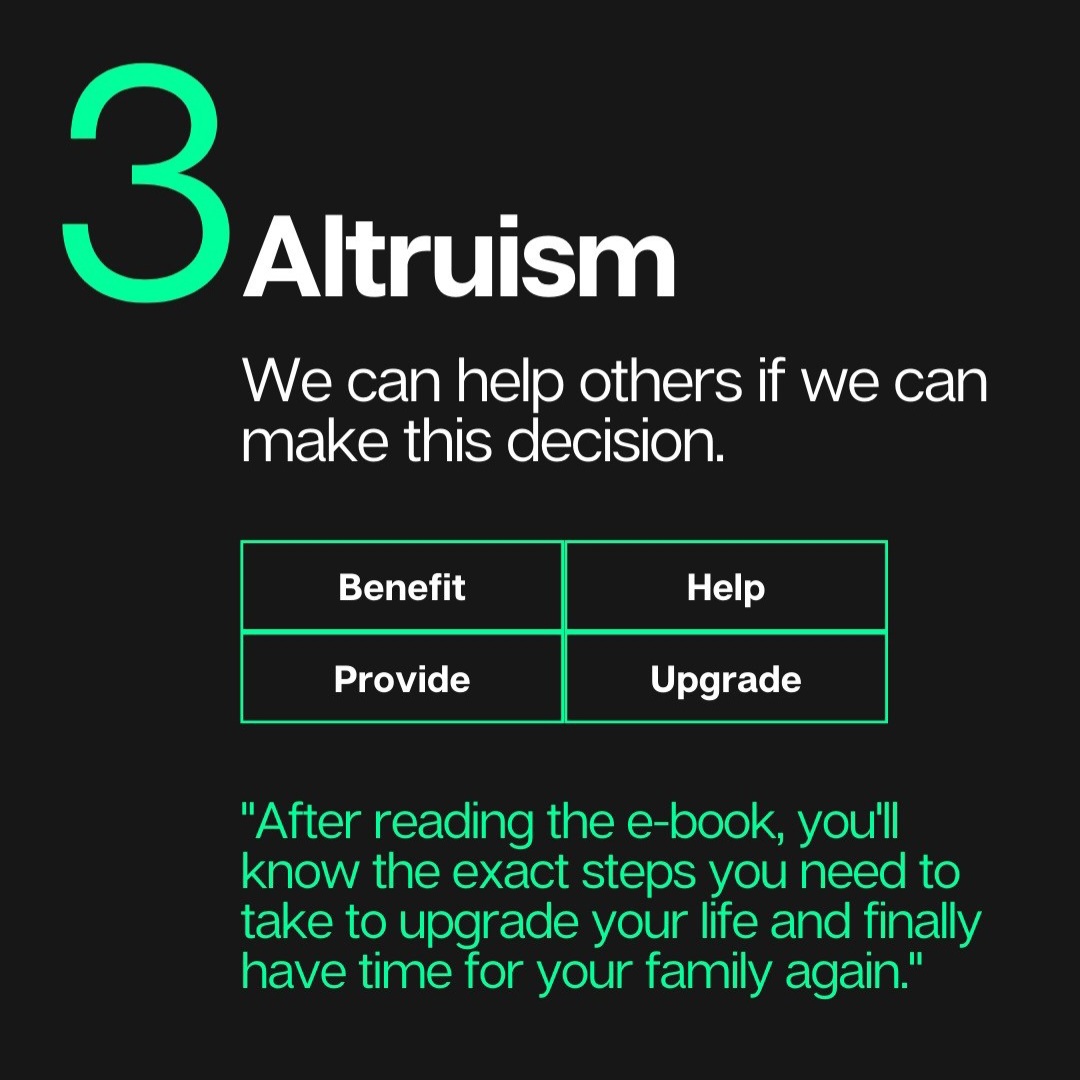 3
Altruism
We can help others if we can
make this decision.
Benefit
Help
Provide
Upgrade
"After reading the e-book, you'll
know the exact steps you need to
take to upgrade your life and finally
have time for your family again."